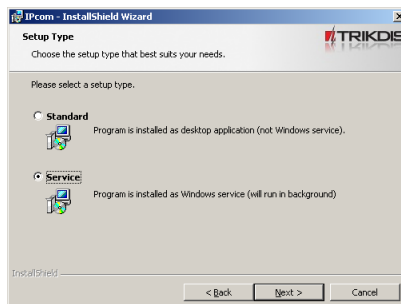 IPcom - InstallShield Wizard
Setup Type
Choose the setup type that best suits your needs.
TRIKDIS
Please select a setup type.
Standard
Program is installed as desktop application (not Windows service).
Service
Program is installed as Windows service (will run in background)
InstallShield
< Back Next > Cancel